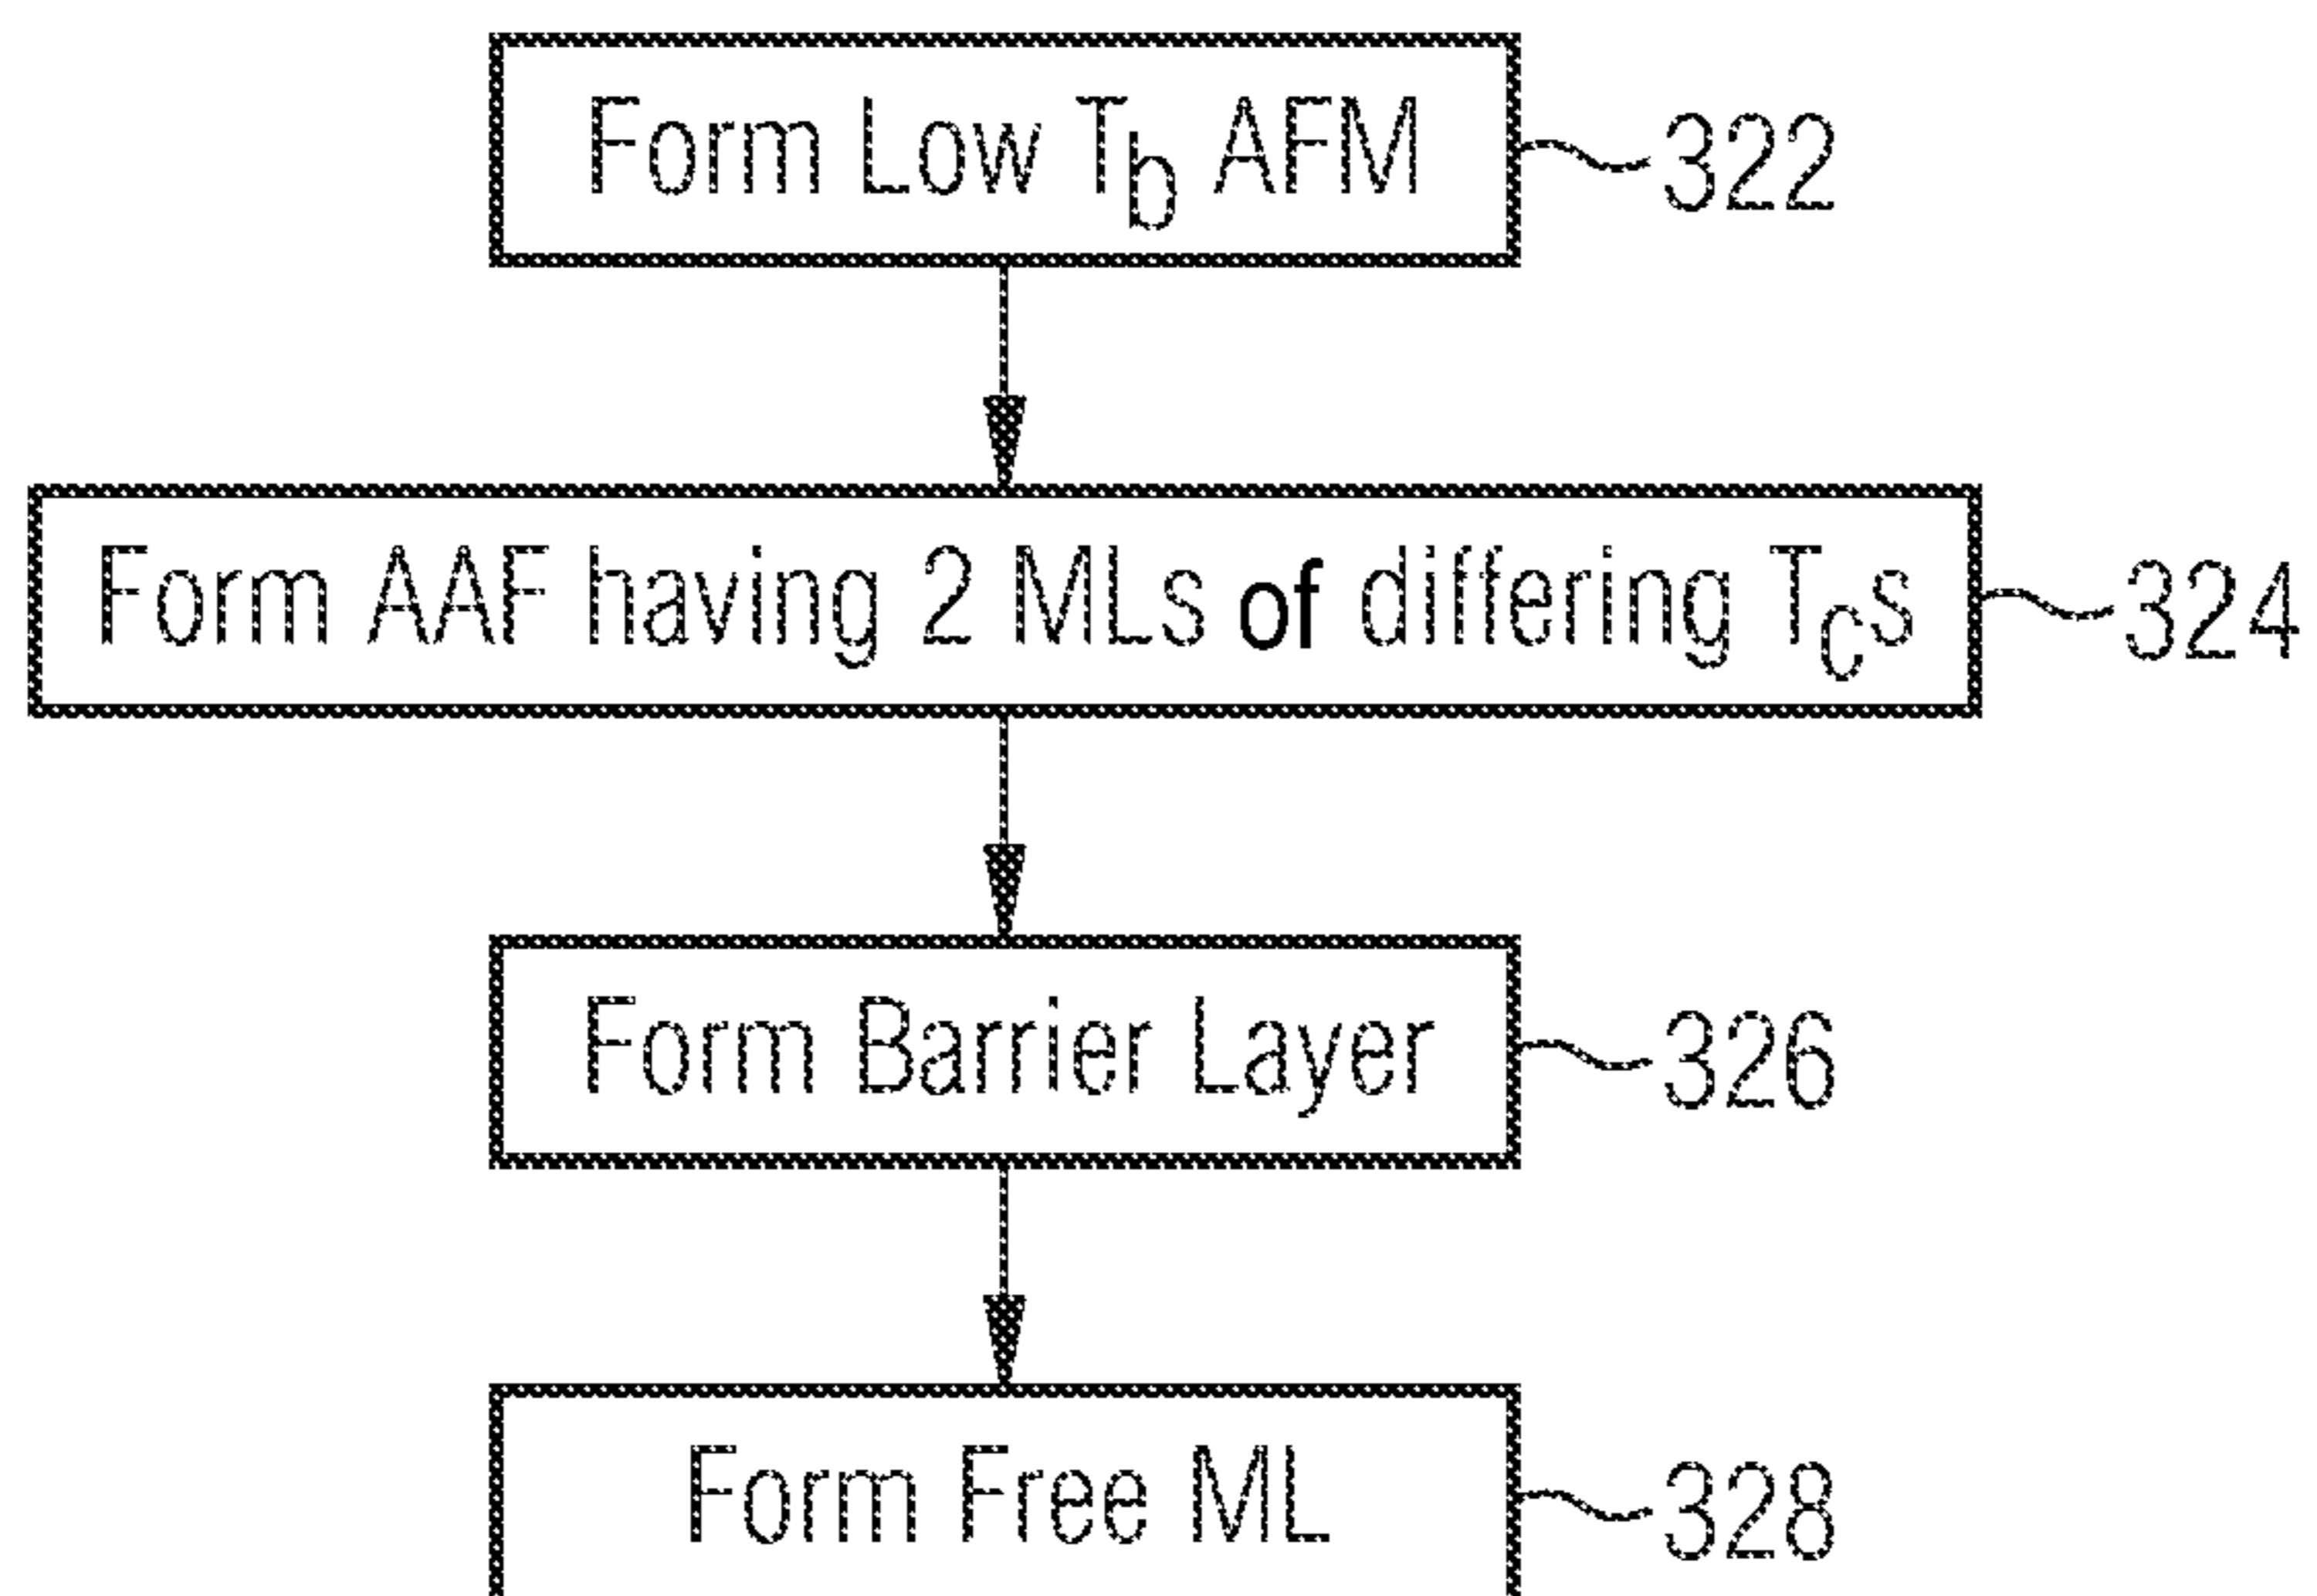 Form Low Tb AFM 322
Form AAF having 2 MLs of differing Tcs 324
Form Barrier Layer 326
Form Free ML 328